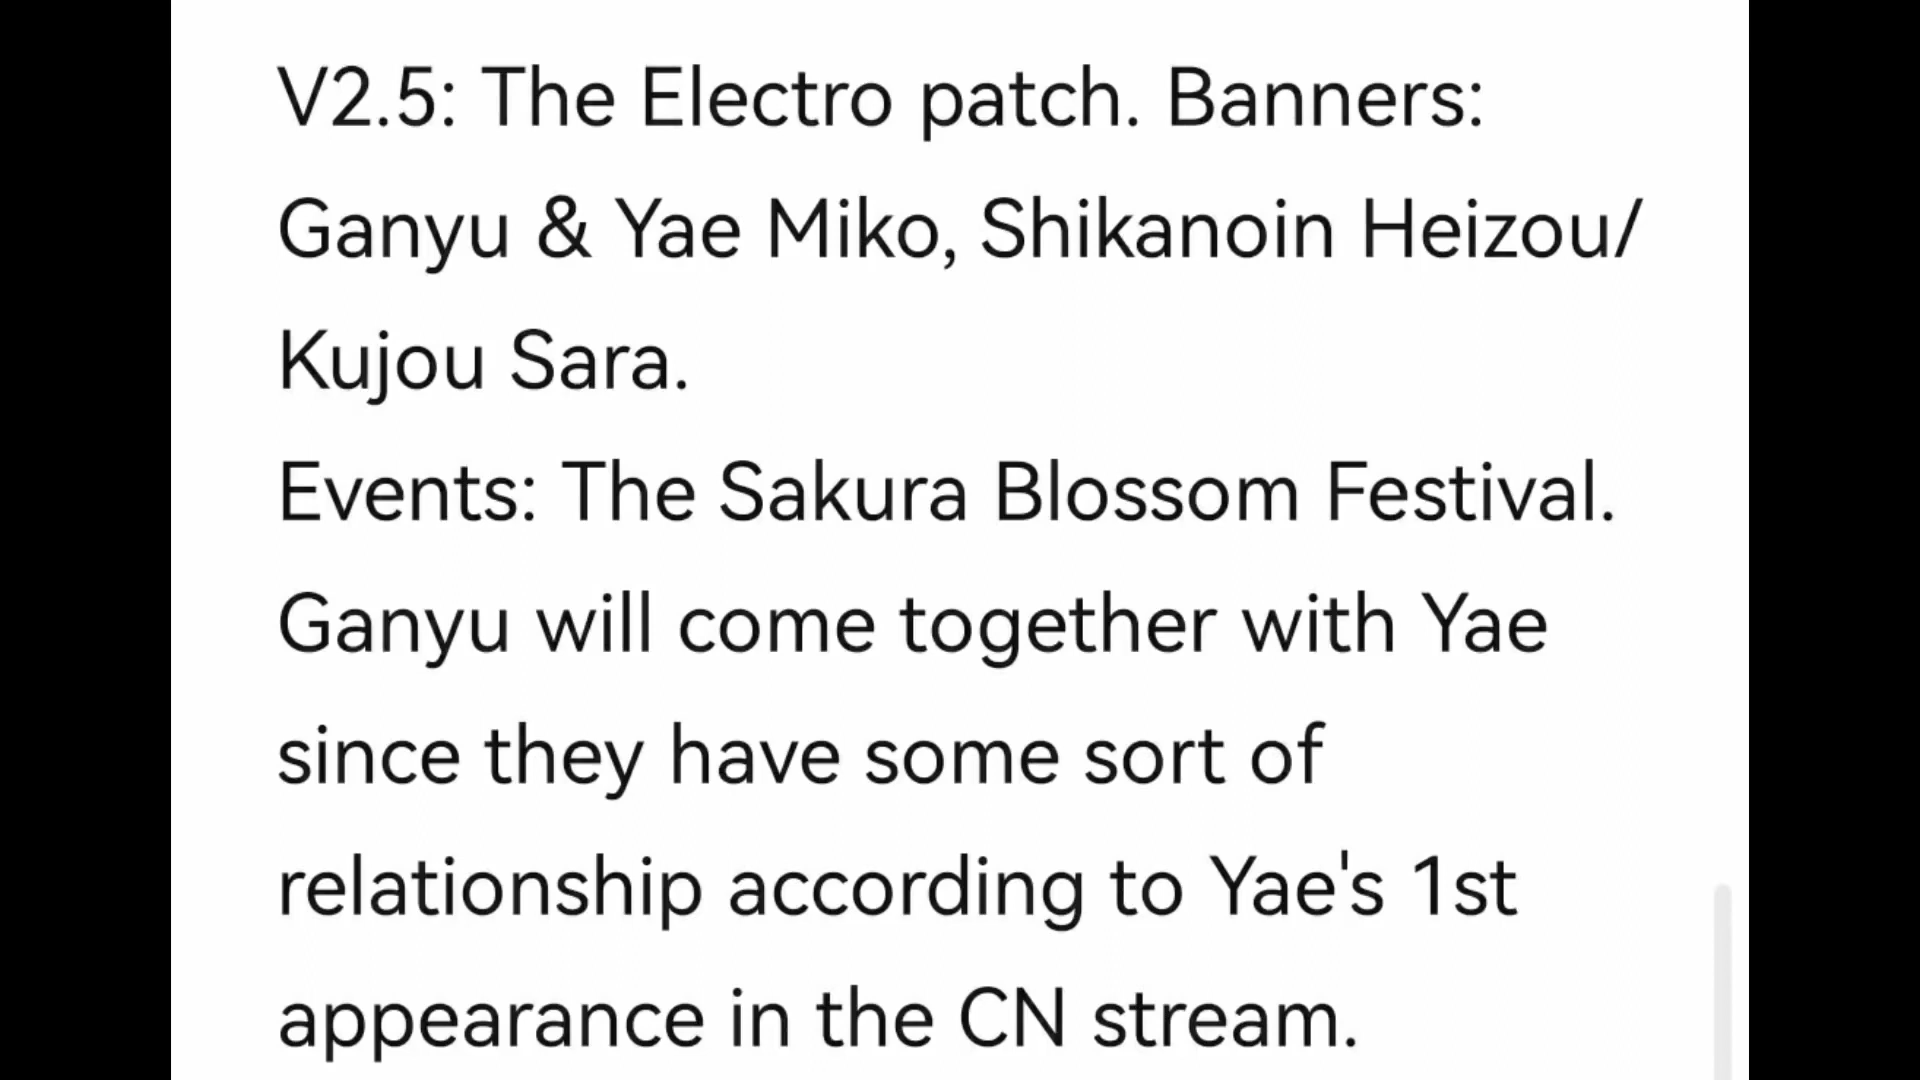 V2.5: The Electro patch. Banners:
Ganyu & Yae Miko, Shikanoin Heizou/
Kujou Sara.
Events: The Sakura Blossom Festival.
Ganyu will come together with Yae
since they have some sort of
relationship according to Yae's 1st
appearance in the CN stream.